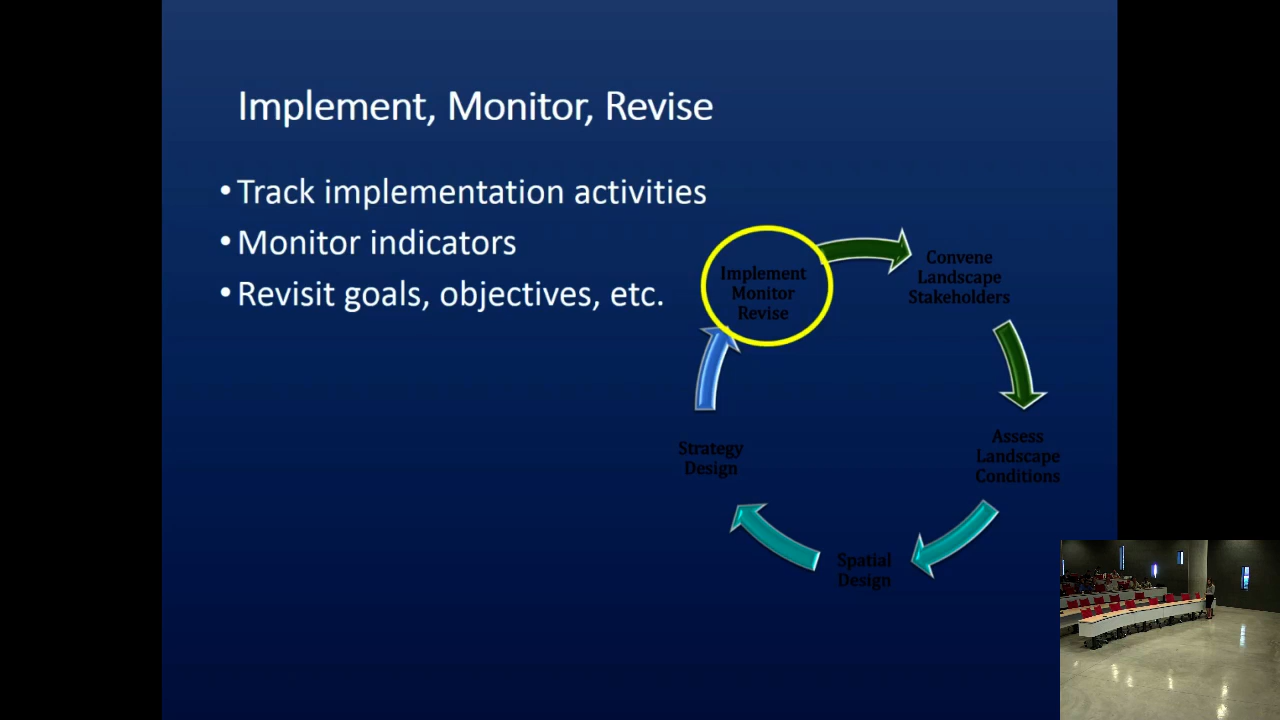 Implement, Monitor, Revise
• Track implementation activities
• Monitor indicators
• Revisit goals, objectives, etc.
Implement
Monitor
Revise
Convene
Landscape
Stakeholders
Assess
Landscape
Conditions
Spatial
Design
Strategy
Design